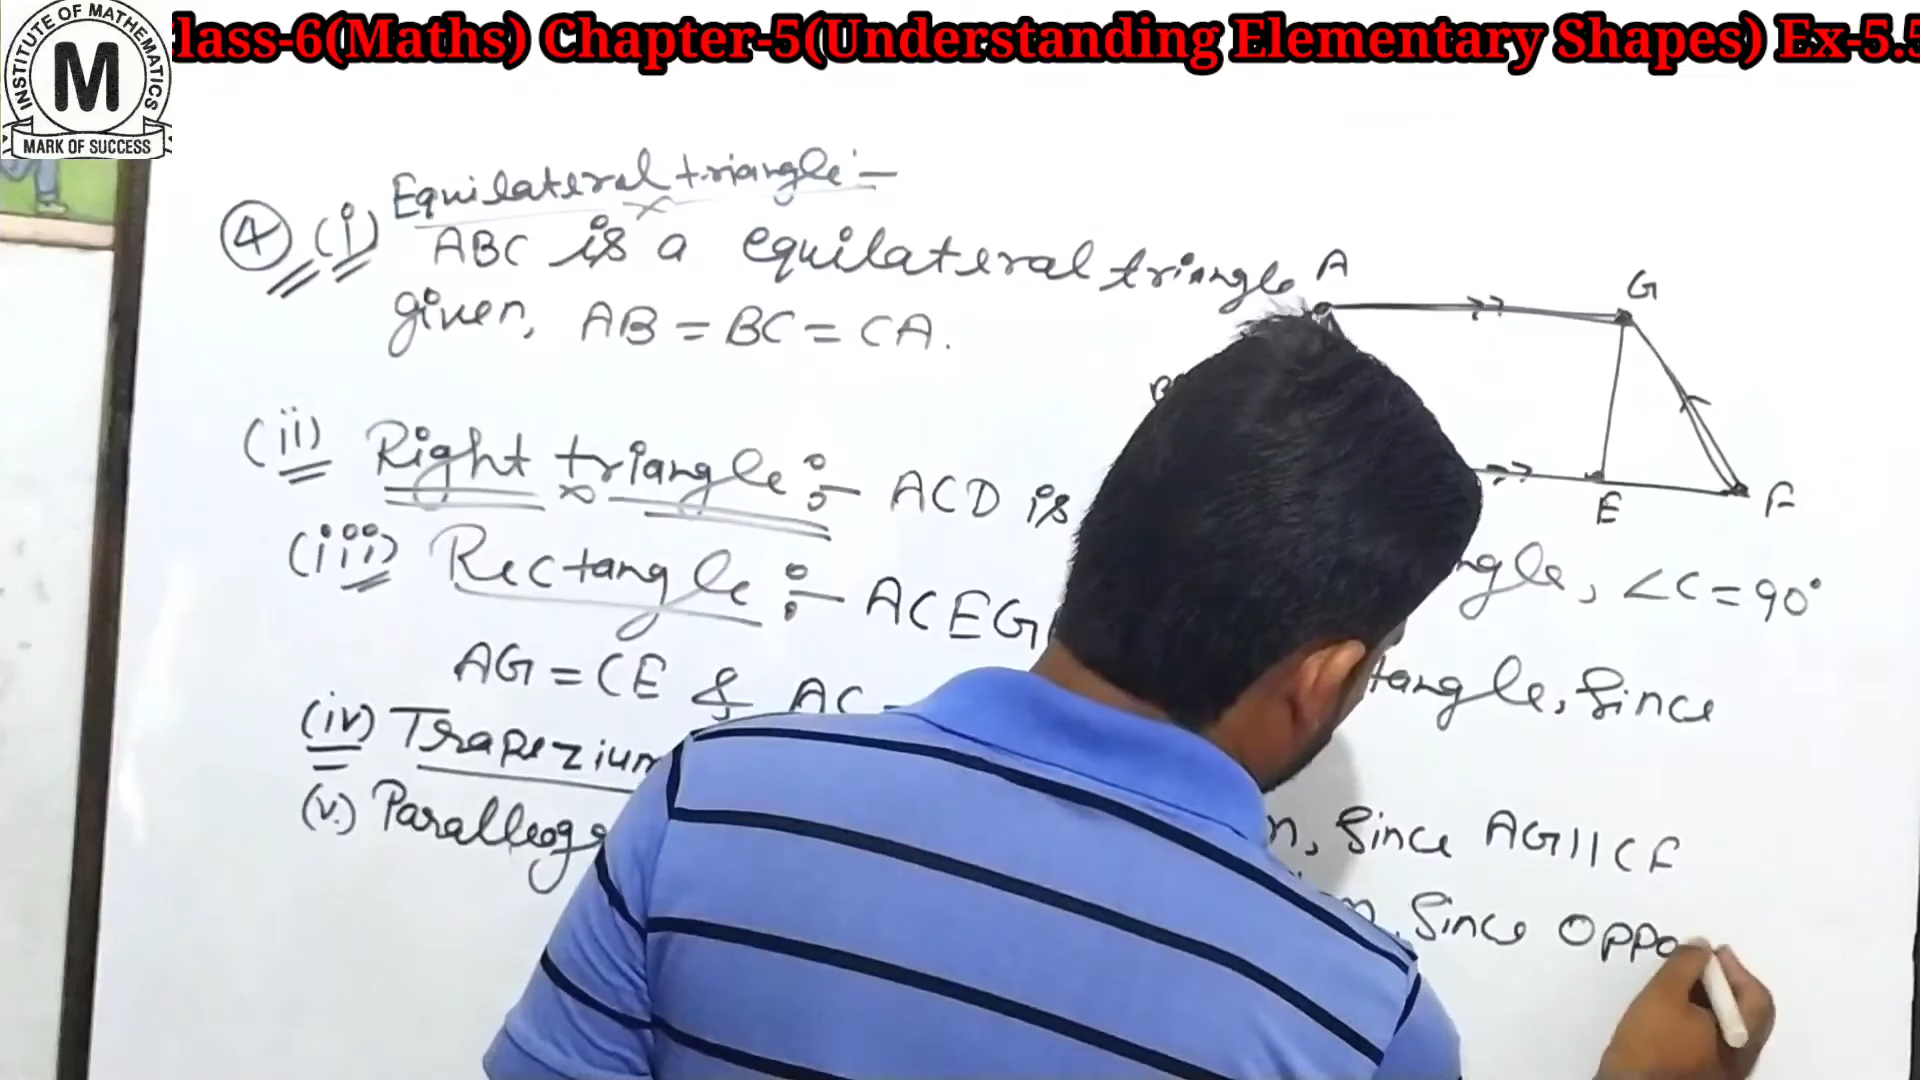 lass-6(Maths) Chapter-5(Understanding Elementary Shapes) Ex-5.5
INSTITUTE OF MATHEMATICS
M
MARK OF SUCCESS
Equilateral triangle:-
④ (i) ABC is a equilateral triangle
given, AB = BC = CA.
A
G
B
E
F
(ii) Right triangle :- ACD is ngle, ∠C = 90°
(iii) Rectangle :- ACEG tangle, Since
AG = CE & AC
(iv) Trapezium n, Since AG || CF
(v.) Paralleog n, Since oppo